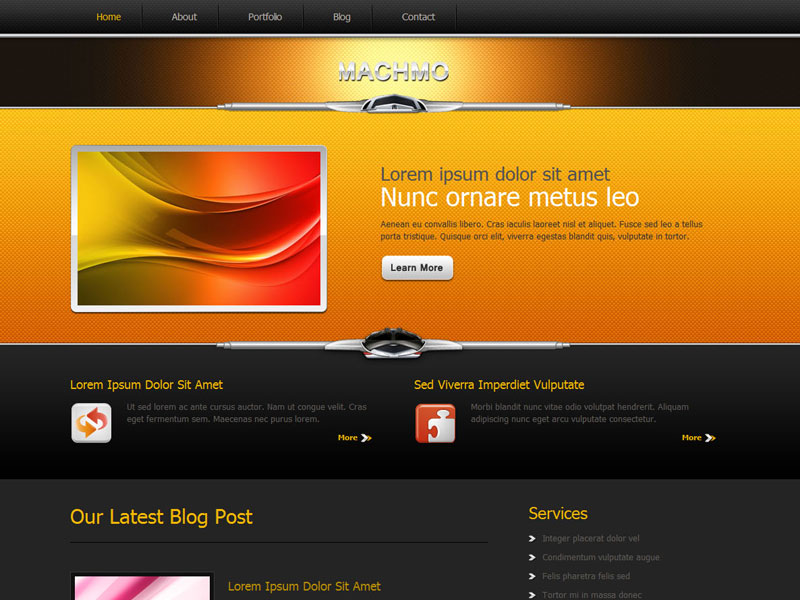 Home
About
Portfolio
Blog
Contact
MACHMO
Lorem ipsum dolor sit amet
Nunc ornare metus leo
Aenean eu convallis libero. Cras iaculis laoreet nisl et aliquet. Fusce sed leo a tellus
porta tristique. Quisque orci elit, viverra egestas blandit quis, vulputate in tortor.
Learn More
Lorem Ipsum Dolor Sit Amet
Ut sed lorem ac ante cursus auctor. Nam ut congue velit. Cras
eget fermentum sem. Maecenas nec purus lorem.
More
Sed Viverra Imperdiet Vulputate
Morbi blandit nunc vitae odio volutpat hendrerit. Aliquam
adipiscing nunc eget arcu vulputate consectetur.
More
Our Latest Blog Post
Lorem Ipsum Dolor Sit Amet
Services
Integer placerat dolor vel
Condimentum vulputate augue
Felis pharetra felis sed
Tortor mi in massa donec